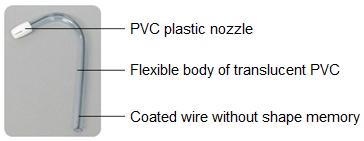 PVC plastic nozzle
Flexible body of translucent PVC
Coated wire without shape memory